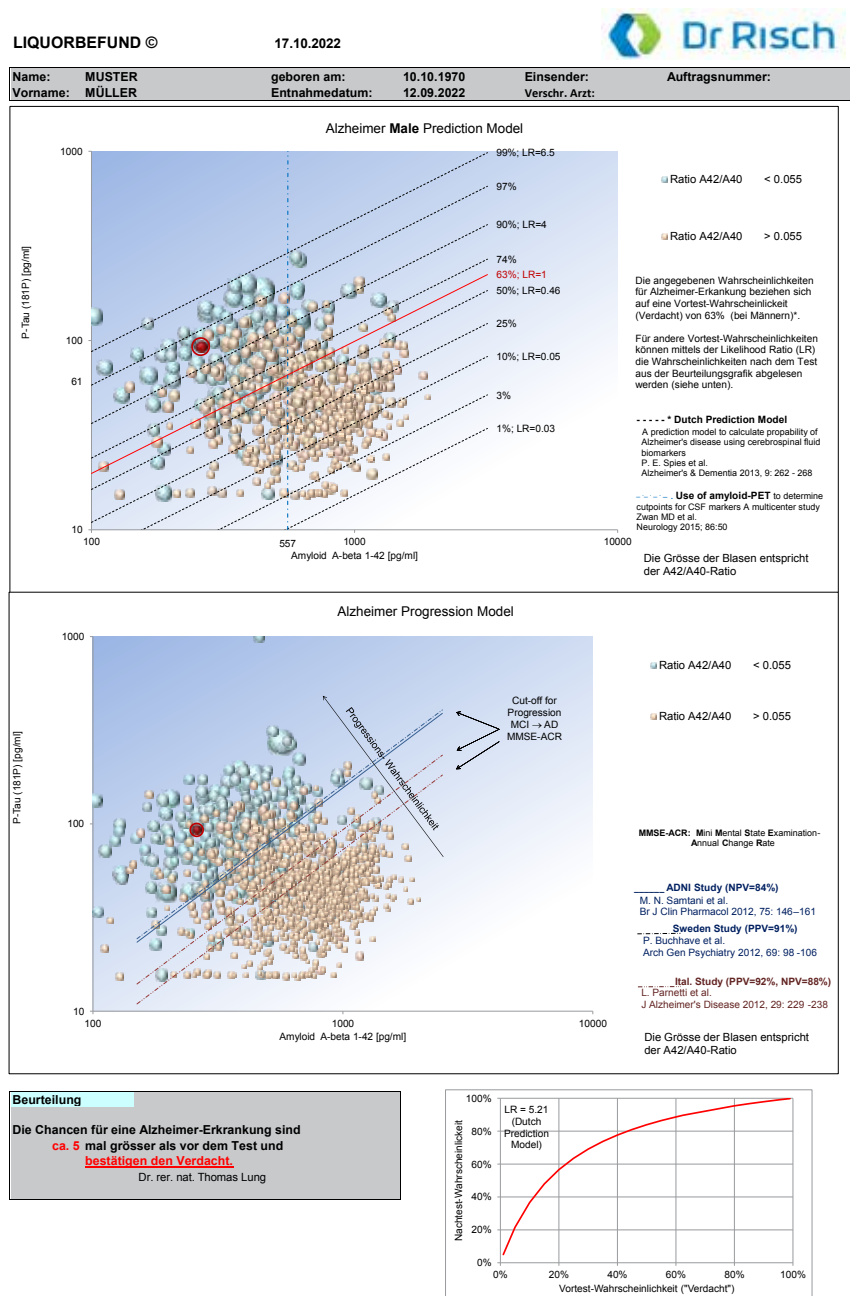 LIQUORBEFUND © 17.10.2022
Dr Risch
Name: MUSTER geboren am: 10.10.1970 Einsender: Auftragsnummer:
Vorname: MÜLLER Entnahmedatum: 12.09.2022 Verschr. Arzt:
Alzheimer Male Prediction Model
P-Tau (181P) [pg/ml]
1000
100
61
10
99%; LR=6.5
97%
90%; LR=4
74%
63%; LR=1
50%; LR=0.46
25%
10%; LR=0.05
3%
1%; LR=0.03
100 557 1000 10000
Amyloid A-beta 1-42 [pg/ml]
Ratio A42/A40 < 0.055
Ratio A42/A40 > 0.055
Die angegebenen Wahrscheinlichkeiten
für Alzheimer-Erkankung beziehen sich
auf eine Vortest-Wahrscheinlickeit
(Verdacht) von 63% (bei Männern)*.
Für andere Vortest-Wahrscheinlichkeiten
können mittels der Likelihood Ratio (LR)
die Wahrscheinlichkeiten nach dem Test
aus der Beurteilungsgrafik abgelesen
werden (siehe unten).
- - - - - * Dutch Prediction Model
A prediction model to calculate propability of
Alzheimer's disease using cerebrospinal fluid
biomarkers
P. E. Spies et al.
Alzheimer's & Dementia 2013, 9: 262 - 268
Use of amyloid-PET to determine
cutpoints for CSF markers A multicenter study
Zwan MD et al.
Neurology 2015; 86:50
Die Grösse der Blasen entspricht
der A42/A40-Ratio
Alzheimer Progression Model
P-Tau (181P) [pg/ml]
1000
100
10
Progressions- Wahrscheinlichkeit
Cut-off for
Progression
MCI → AD
MMSE-ACR
100 1000 10000
Amyloid A-beta 1-42 [pg/ml]
Ratio A42/A40 < 0.055
Ratio A42/A40 > 0.055
MMSE-ACR: Mini Mental State Examination-
Annual Change Rate
ADNI Study (NPV=84%)
M. N. Samtani et al.
Br J Clin Pharmacol 2012, 75: 146–161
Sweden Study (PPV=91%)
P. Buchhave et al.
Arch Gen Psychiatry 2012, 69: 98 -106
Ital. Study (PPV=92%, NPV=88%)
L. Parnetti et al.
J Alzheimer's Disease 2012, 29: 229 -238
Die Grösse der Blasen entspricht
der A42/A40-Ratio
Beurteilung
Die Chancen für eine Alzheimer-Erkrankung sind
ca. 5 mal grösser als vor dem Test und
bestätigen den Verdacht.
Dr. rer. nat. Thomas Lung
Nachtest-Wahrscheinlickeit
100%
80%
60%
40%
20%
0%
LR = 5.21
(Dutch
Prediction
Model)
0% 20% 40% 60% 80% 100%
Vortest-Wahrscheinlichkeit ("Verdacht")